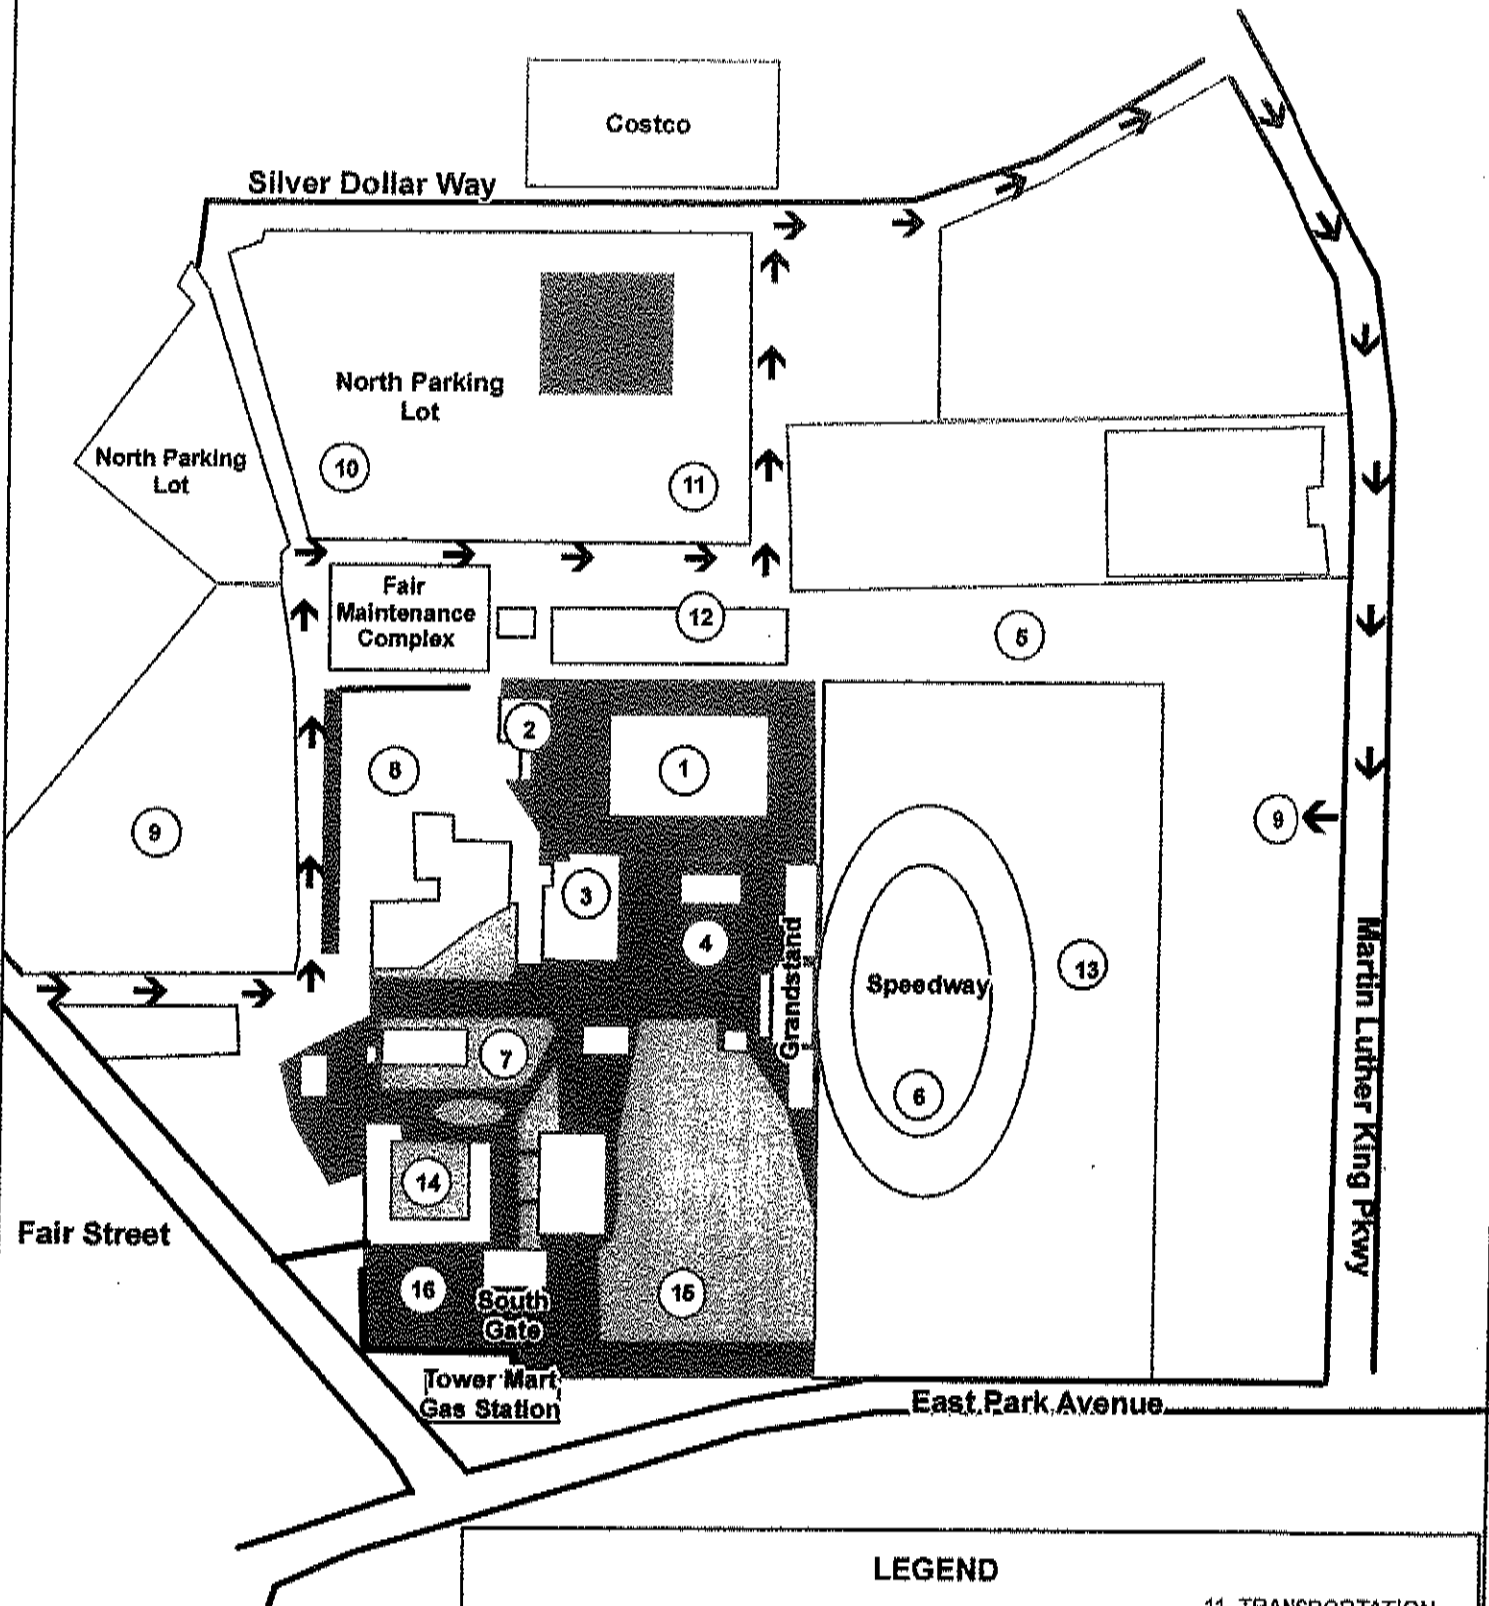 Costco
Silver Dollar Way
North Parking
Lot
North Parking
Lot
10
11
Fair
Maintenance
Complex
12
5
2
1
8
9
9
3
4
Grandstand
Speedway
13
Martin Luther King Pkwy
7
6
14
Fair Street
16
15
South
Gate
Tower Mart
Gas Station
East Park Avenue
LEGEND
11 TRANSPORTATION